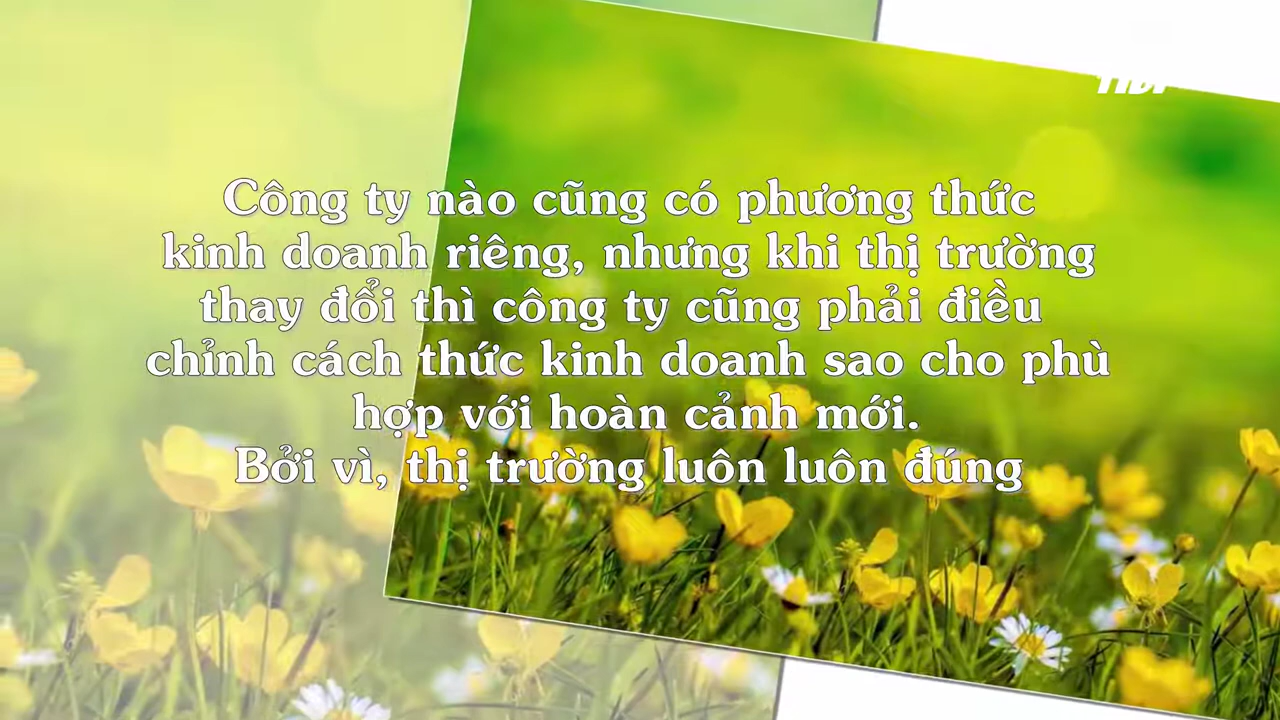 Công ty nào cũng có phương thức
kinh doanh riêng, nhưng khi thị trường
thay đổi thì công ty cũng phải điều
chỉnh cách thức kinh doanh sao cho phù
hợp với hoàn cảnh mới.
Bởi vì, thị trường luôn luôn đúng